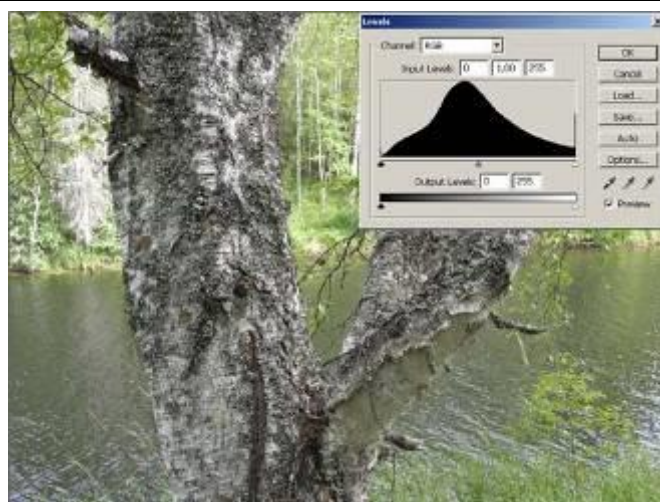 Levels
Channel: RGB
Input Levels: 0 1,00 255
Output Levels: 0 255
OK
Cancel
Load...
Save...
Auto
Options...
Preview